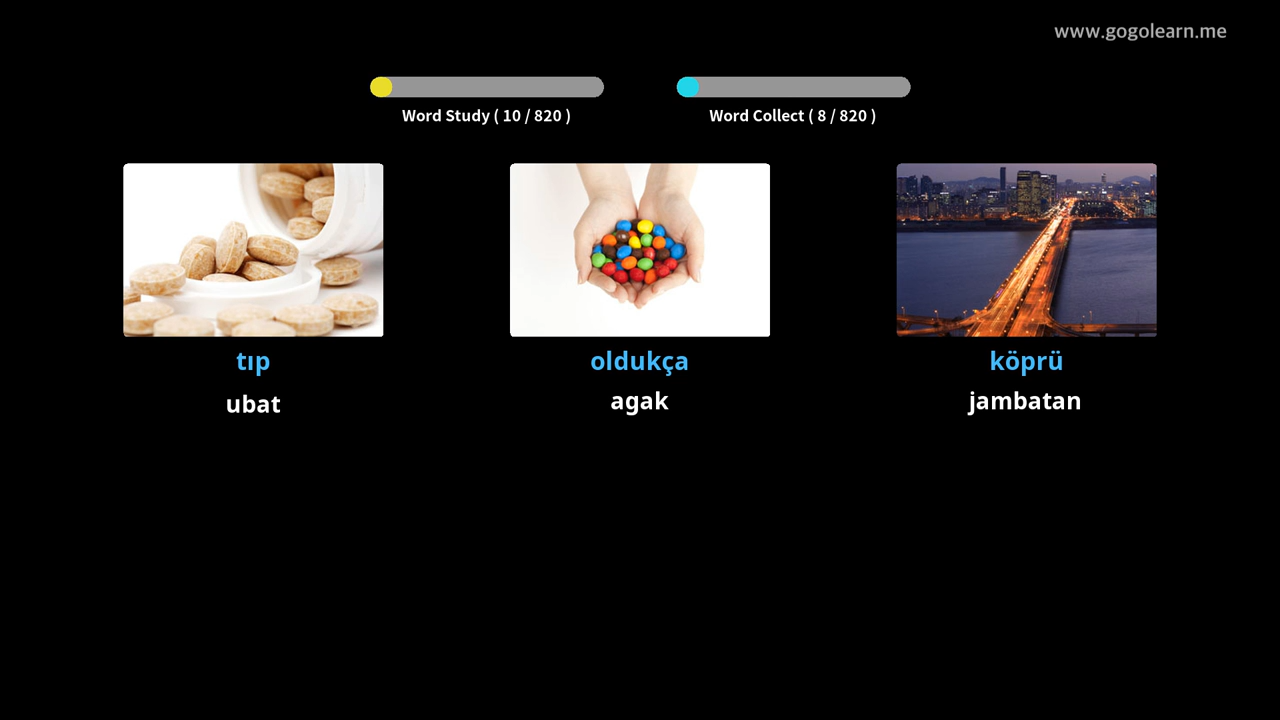 www.gogolearn.me
Word Study ( 10 / 820 )
Word Collect ( 8 / 820 )
tıp
oldukça
köprü
ubat
agak
jambatan